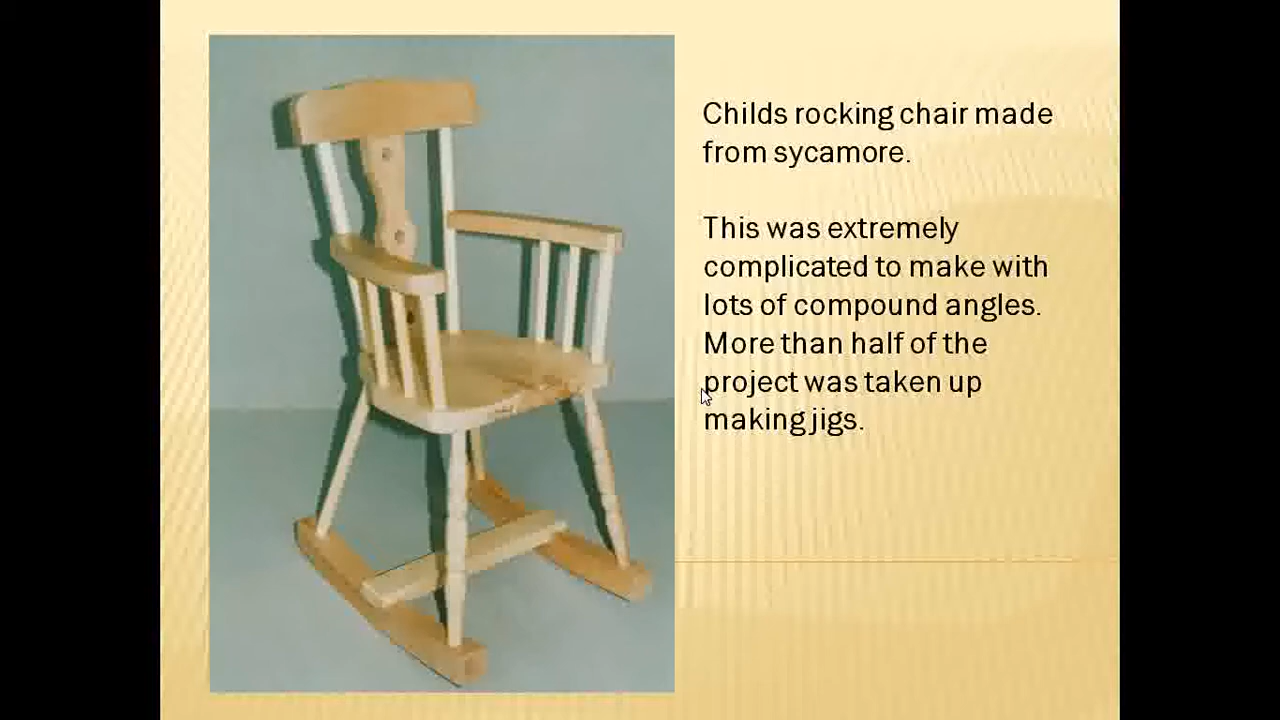 Childs rocking chair made
from sycamore.
This was extremely
complicated to make with
lots of compound angles.
More than half of the
project was taken up
making jigs.